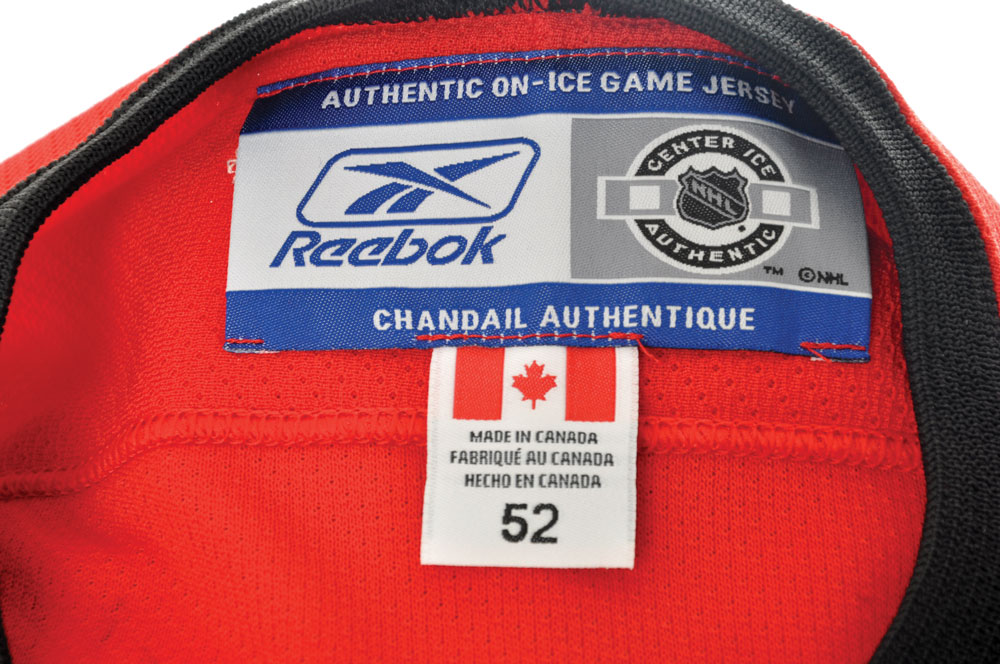 AUTHENTIC ON-ICE GAME JERSEY
Reebok
CENTER ICE
NHL
AUTHENTIC
™ ©NHL
CHANDAIL AUTHENTIQUE
MADE IN CANADA
FABRIQUÉ AU CANADA
HECHO EN CANADA
52